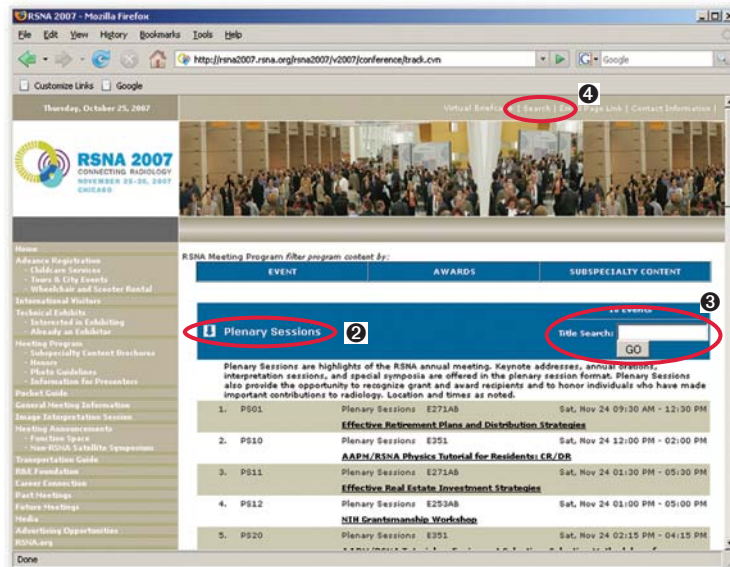 RSNA 2007 - Mozilla Firefox
File Edit View History Bookmarks Tools Help
http://rsna2007.rsna.org/rsna2007/v2007/conference/track.cvn
G Google
Customize Links Google
Thursday, October 25, 2007
Virtual Briefcase | Search | Page Link | Contact Information |
4
RSNA 2007
CONNECTING RADIOLOGY
NOVEMBER 25-30, 2007
CHICAGO
Home
Advance Registration
- Childcare Services
- Tours & City Events
- Wheelchair and Scooter Rental
International Visitors
Technical Exhibits
- Interested in Exhibiting
- Already an Exhibitor
Meeting Program
- Subspecialty Content Brochures
- Honors
- Photo Guidelines
- Information for Presenters
Pocket Guide
General Meeting Information
Image Interpretation Session
Meeting Announcements
- Function Space
- Non-RSNA Satellite Symposium
Transportation Guide
R&E Foundation
Career Connection
Past Meetings
Future Meetings
Media
Advertising Opportunities
RSNA.org
RSNA Meeting Program filter program content by:
EVENT AWARDS SUBSPECIALTY CONTENT
Events
3
Plenary Sessions
2
Title Search:
GO
Plenary Sessions are highlights of the RSNA annual meeting. Keynote addresses, annual orations,
interpretation sessions, and special symposia are offered in the plenary session format. Plenary Sessions
also provide the opportunity to recognize grant and award recipients and to honor individuals who have made
important contributions to radiology. Location and times as noted.
1. PS01 Plenary Sessions E271AB Sat, Nov 24 09:30 AM - 12:30 PM
Effective Retirement Plans and Distribution Strategies
2. PS10 Plenary Sessions E351 Sat, Nov 24 12:00 PM - 02:00 PM
AAPM/RSNA Physics Tutorial for Residents: CR/DR
3. PS11 Plenary Sessions E271AB Sat, Nov 24 01:30 PM - 05:30 PM
Effective Real Estate Investment Strategies
4. PS12 Plenary Sessions E253AB Sat, Nov 24 01:00 PM - 05:00 PM
NIH Grantsmanship Workshop
5. PS20 Plenary Sessions E351 Sat, Nov 24 02:15 PM - 04:15 PM
Done